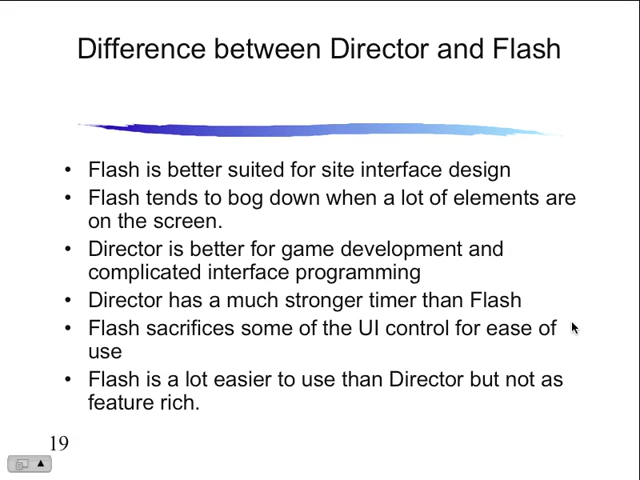 Difference between Director and Flash
• Flash is better suited for site interface design
• Flash tends to bog down when a lot of elements are
on the screen.
• Director is better for game development and
complicated interface programming
• Director has a much stronger timer than Flash
• Flash sacrifices some of the UI control for ease of
use
• Flash is a lot easier to use than Director but not as
feature rich.
19